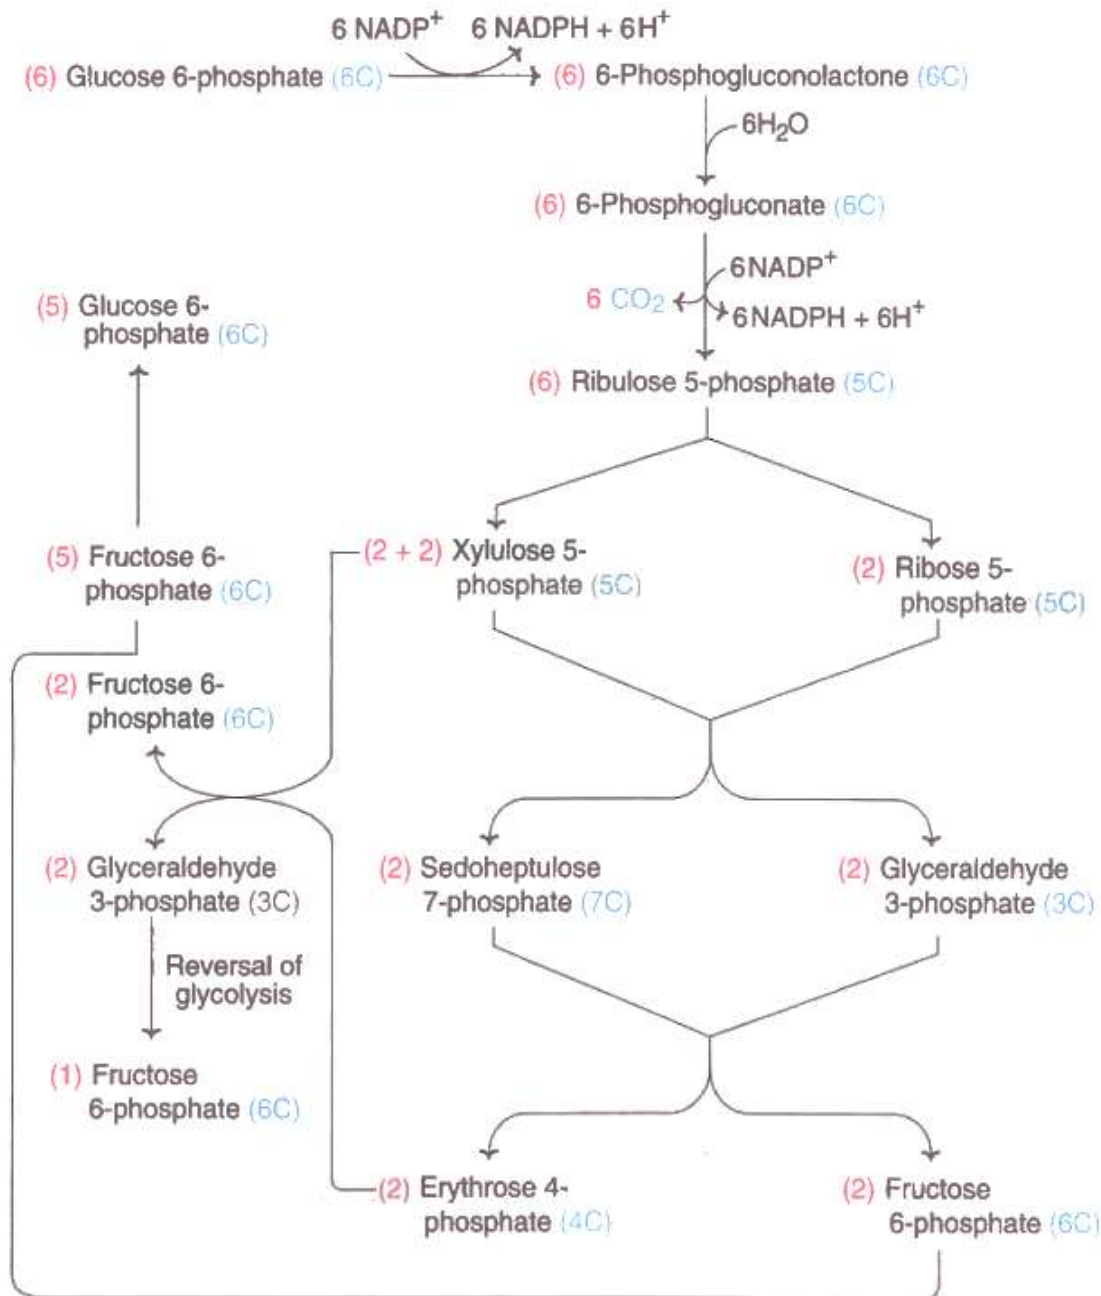 6 NADP⁺ 6 NADPH + 6H⁺
(6) Glucose 6-phosphate (6C)
(6) 6-Phosphogluconolactone (6C)
6H₂O
(6) 6-Phosphogluconate (6C)
6NADP⁺
6 CO₂
6NADPH + 6H⁺
(6) Ribulose 5-phosphate (5C)
(5) Glucose 6-
phosphate (6C)
(5) Fructose 6-
phosphate (6C)
(2 + 2) Xylulose 5-
phosphate (5C)
(2) Ribose 5-
phosphate (5C)
(2) Fructose 6-
phosphate (6C)
(2) Glyceraldehyde
3-phosphate (3C)
(2) Sedoheptulose
7-phosphate (7C)
(2) Glyceraldehyde
3-phosphate (3C)
Reversal of
glycolysis
(1) Fructose
6-phosphate (6C)
(2) Erythrose 4-
phosphate (4C)
(2) Fructose
6-phosphate (6C)